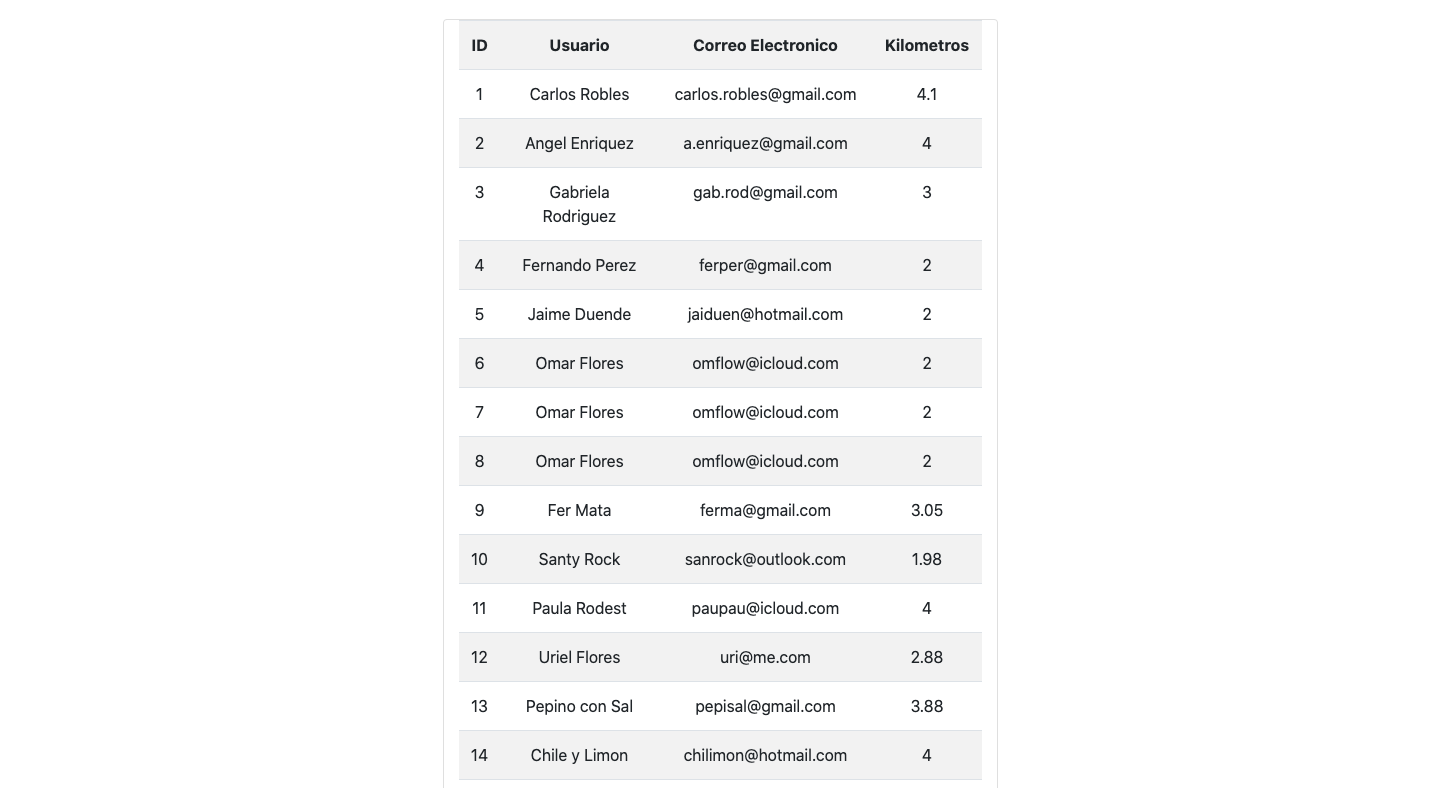 ID Usuario Correo Electronico Kilometros
1 Carlos Robles carlos.robles@gmail.com 4.1
2 Angel Enriquez a.enriquez@gmail.com 4
3 Gabriela gab.rod@gmail.com 3
Rodriguez
4 Fernando Perez ferper@gmail.com 2
5 Jaime Duende jaiduen@hotmail.com 2
6 Omar Flores omflow@icloud.com 2
7 Omar Flores omflow@icloud.com 2
8 Omar Flores omflow@icloud.com 2
9 Fer Mata ferma@gmail.com 3.05
10 Santy Rock sanrock@outlook.com 1.98
11 Paula Rodest paupau@icloud.com 4
12 Uriel Flores uri@me.com 2.88
13 Pepino con Sal pepisal@gmail.com 3.88
14 Chile y Limon chilimon@hotmail.com 4